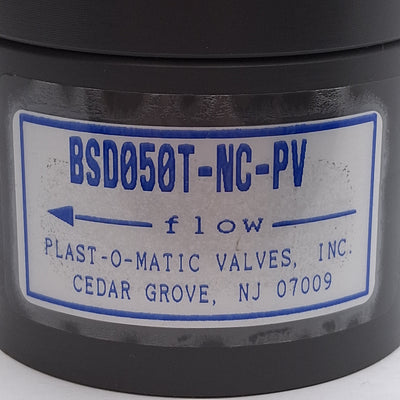 BSD050T-NC-PV
flow
PLAST-O-MATIC VALVES, INC.
CEDAR GROVE, NJ 07009